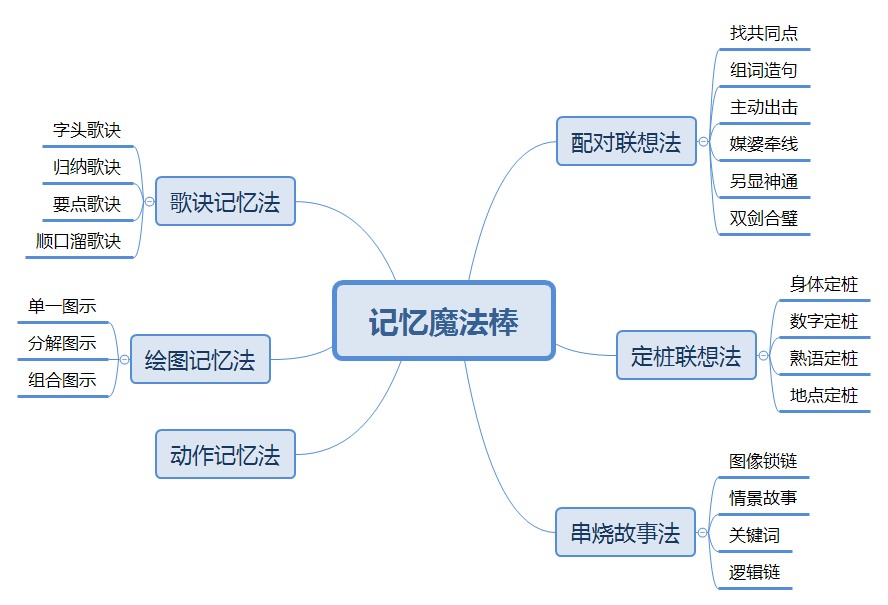 记忆魔法棒
配对联想法
找共同点
组词造句
主动出击
媒婆牵线
另显神通
双剑合璧
定桩联想法
身体定桩
数字定桩
熟语定桩
地点定桩
串烧故事法
图像锁链
情景故事
关键词
逻辑链
歌诀记忆法
字头歌诀
归纳歌诀
要点歌诀
顺口溜歌诀
绘图记忆法
单一图示
分解图示
组合图示
动作记忆法